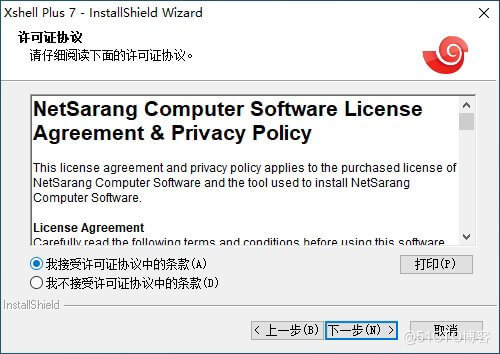 Xshell Plus 7 - InstallShield Wizard
许可证协议
请仔细阅读下面的许可证协议。
NetSarang Computer Software License
Agreement & Privacy Policy
This license agreement and privacy policy applies to the purchased license of
NetSarang Computer Software and the tool used to install NetSarang
Computer Software.
License Agreement
Carefully read the following terms and conditions before using this software.
我接受许可证协议中的条款(A)
打印(P)
我不接受许可证协议中的条款(D)
InstallShield
< 上一步(B)
下一步(N) >
取消
@51CTO博客